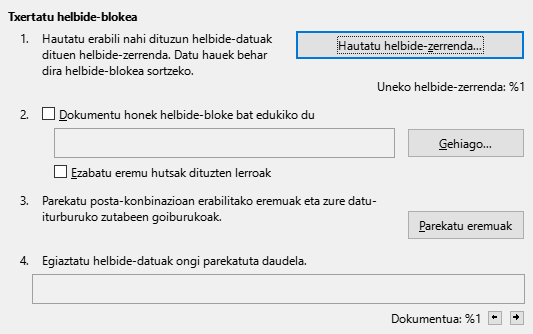 Txertatu helbide-blokea
1. Hautatu erabili nahi dituzun helbide-datuak
dituen helbide-zerrenda. Datu hauek behar
dira helbide-blokea sortzeko.
Hautatu helbide-zerrenda...
Uneko helbide-zerrenda: %1
2. Dokumentu honek helbide-bloke bat edukiko du
Gehiago...
Ezabatu eremu hutsak dituzten lerroak
3. Parekatu posta-konbinazioan erabilitako eremuak eta zure datu-
iturburuko zutabeen goiburukoak.
Parekatu eremuak
4. Egiaztatu helbide-datuak ongi parekatuta daudela.
Dokumentua: %1